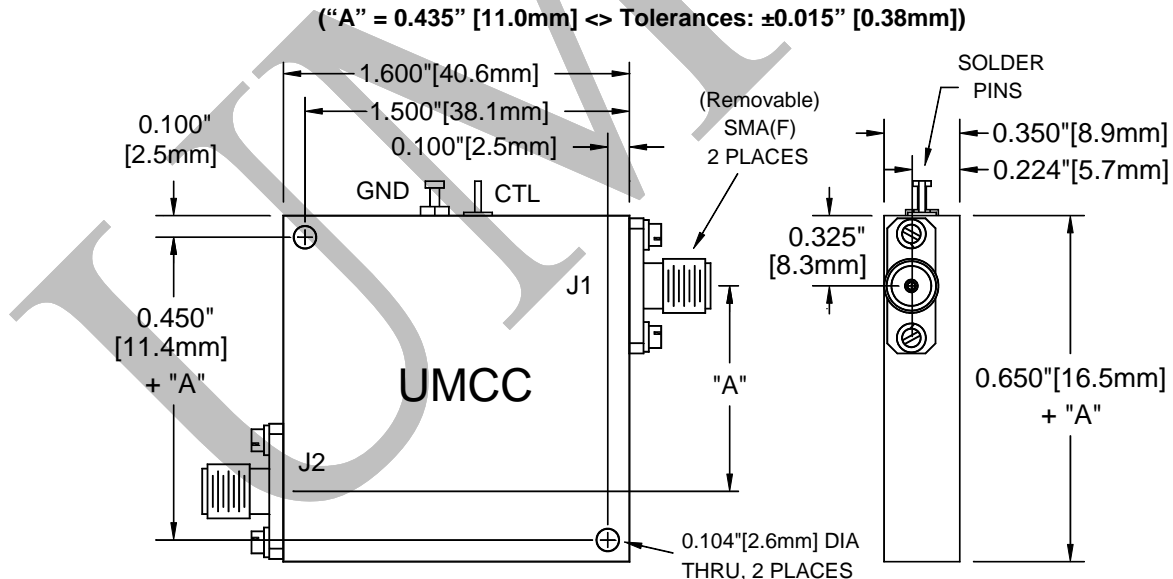 (“A” = 0.435” [11.0mm] <> Tolerances: ±0.015” [0.38mm])
1.600"[40.6mm]
1.500"[38.1mm]
0.100"[2.5mm]
0.100"
[2.5mm]
GND
CTL
(Removable)
SMA(F)
2 PLACES
SOLDER
PINS
0.350"[8.9mm]
0.224"[5.7mm]
0.325"
[8.3mm]
J1
0.450"
[11.4mm]
+ "A"
UMCC
"A"
0.650"[16.5mm]
+ "A"
J2
0.104"[2.6mm] DIA
THRU, 2 PLACES
UM